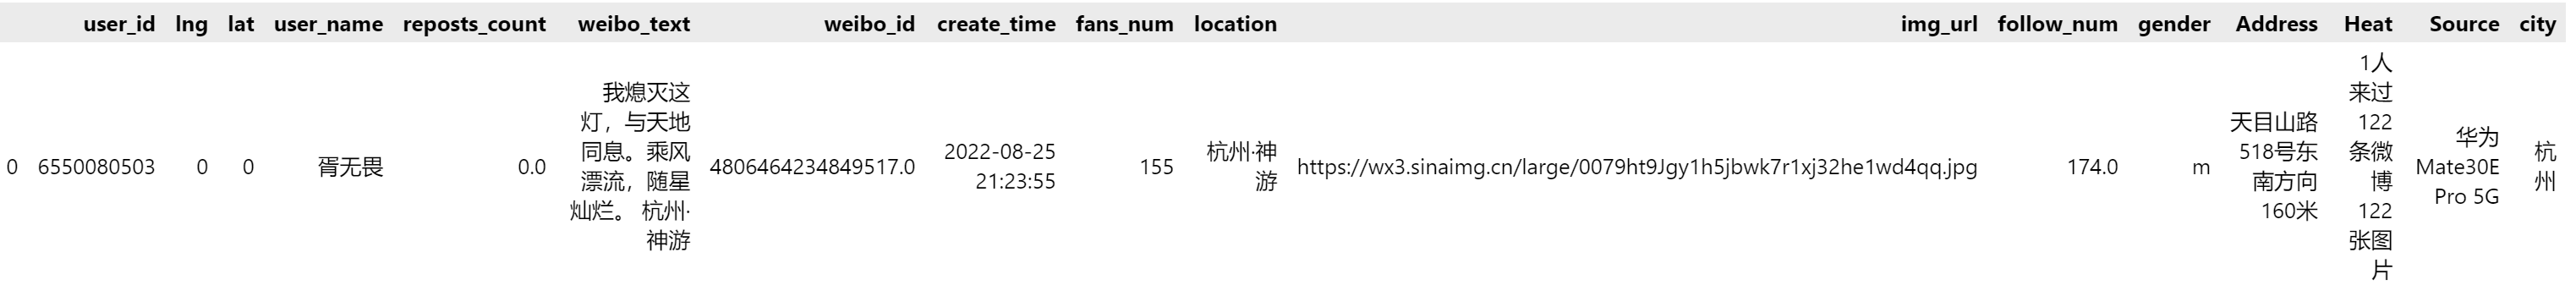 user_id lng lat user_name reposts_count weibo_text weibo_id create_time fans_num location img_url follow_num gender Address Heat Source city
0 6550080503 0 0 胥无畏 0.0 我熄灭这灯，与天地同息。乘风漂流，随星灿烂。 杭州·神游 4806464234849517.0 2022-08-25 21:23:55 155 杭州·神游 https://wx3.sinaimg.cn/large/0079ht9Jgy1h5jbwk7r1xj32he1wd4qq.jpg 174.0 m 天目山路518号东南方向160米 1人来过 122条微博 122张图片 华为Mate30E Pro 5G 杭州